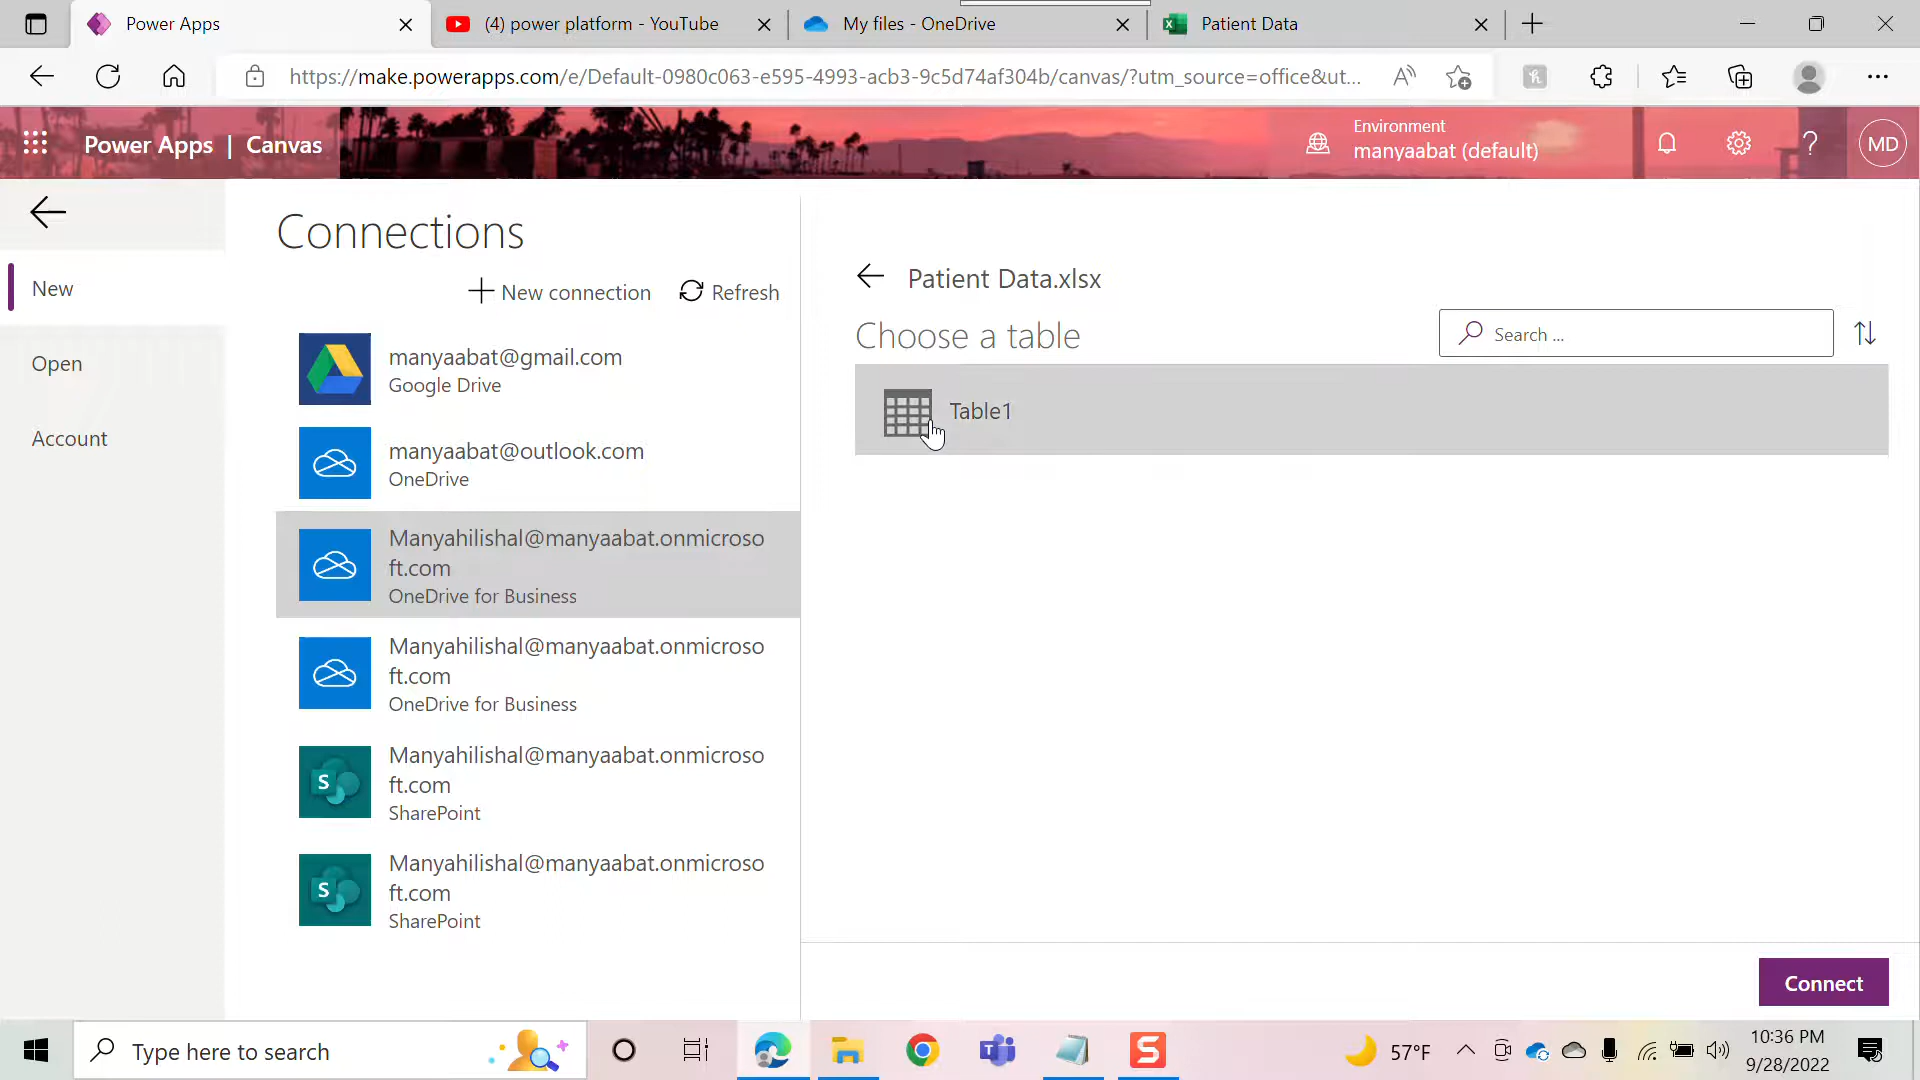 Power Apps
(4) power platform - YouTube
My files - OneDrive
Patient Data
https://make.powerapps.com/e/Default-0980c063-e595-4993-acb3-9c5d74af304b/canvas/?utm_source=office&ut...
Power Apps | Canvas
Environment
manyaabat (default)
MD
New
Open
Account
Connections
New connection
Refresh
manyaabat@gmail.com
Google Drive
manyaabat@outlook.com
OneDrive
Manyahilishal@manyaabat.onmicroso
ft.com
OneDrive for Business
Manyahilishal@manyaabat.onmicroso
ft.com
OneDrive for Business
Manyahilishal@manyaabat.onmicroso
ft.com
SharePoint
Manyahilishal@manyaabat.onmicroso
ft.com
SharePoint
Patient Data.xlsx
Choose a table
Search ...
Table1
Connect
Type here to search
57°F
10:36 PM
9/28/2022